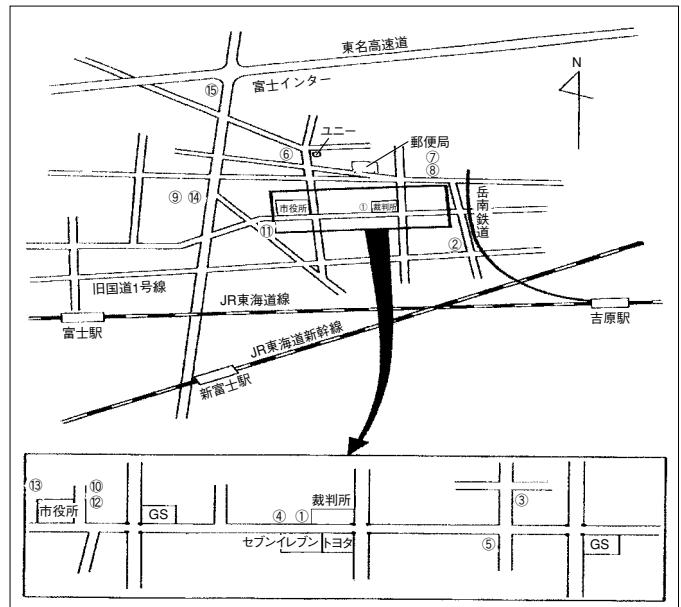 東名高速道
富士インター
⑮
N
ユニー
⑥
郵便局
⑦
⑧
岳南鉄道
⑨ ⑭
市役所
① 裁判所
⑪
②
旧国道1号線
JR東海道線
富士駅
吉原駅
JR東海道新幹線
新富士駅
⑬
⑩
⑫
市役所
GS
裁判所
④ ①
③
セブンイレブン トヨタ
⑤
GS